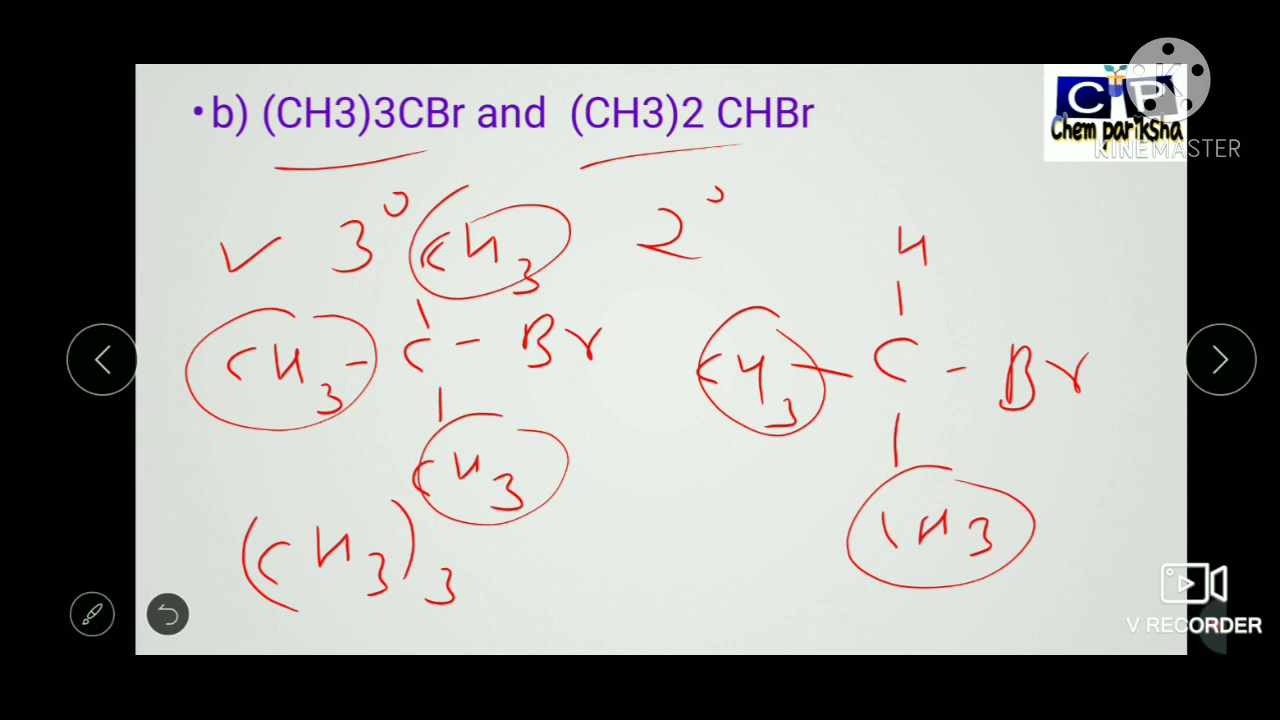 •b) (CH3)3CBr and (CH3)2 CHBr
CP
Chem pariksha
KINEMASTER
✓ 3° CH3 2° H
CH3 - C - Br CH3 - C - Br
CH3 CH3
(CH3)3
V RECORDER